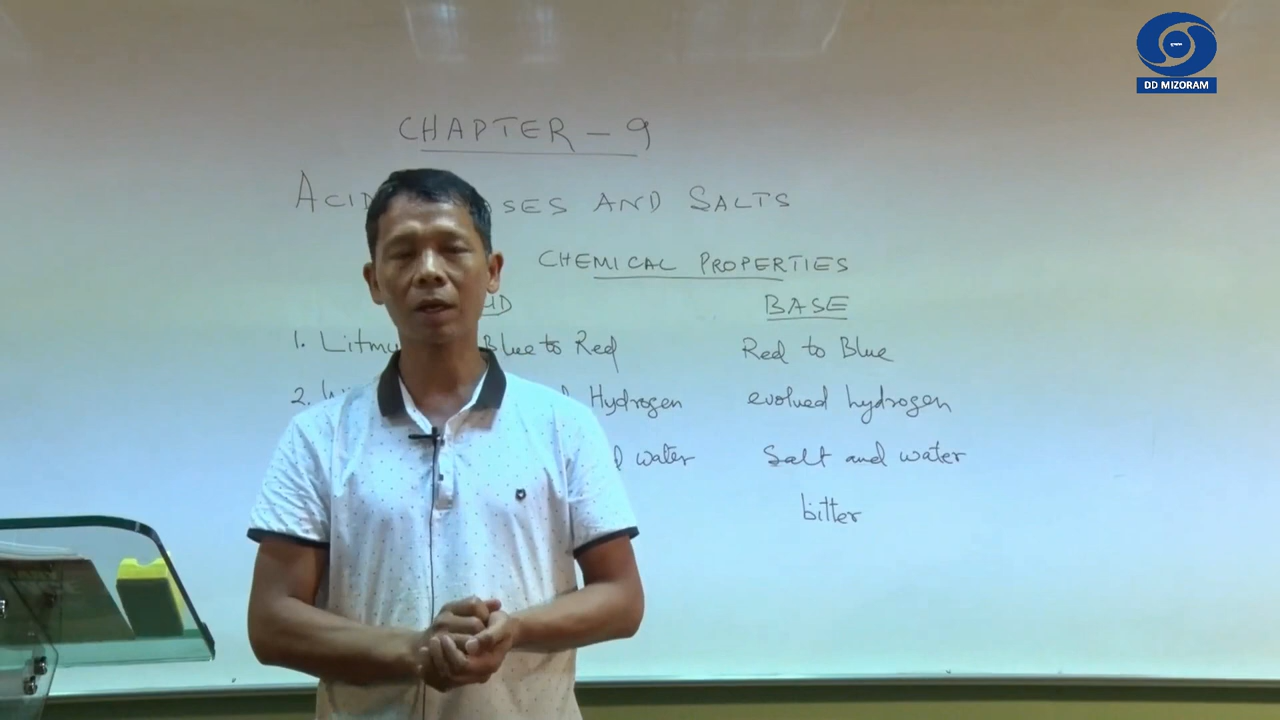 DD MIZORAM
CHAPTER - 9
ACID SES AND SALTS
CHEMICAL PROPERTIES
BASE
1. Litmu Blue to Red Red to Blue
2. Hydrogen evolved hydrogen
water Salt and water
bitter